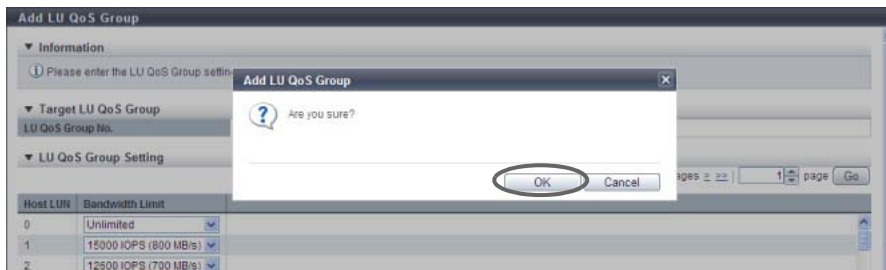 Add LU QoS Group
Information
Please enter the LU QoS Group settin
Add LU QoS Group
Are you sure?
OK Cancel
Target LU QoS Group
LU QoS Group No.
LU QoS Group Setting
ages > >> | 1 page Go
Host LUN Bandwidth Limit
0 Unlimited
1 15000 IOPS (800 MB/s)
2 12600 IOPS (700 MB/s)